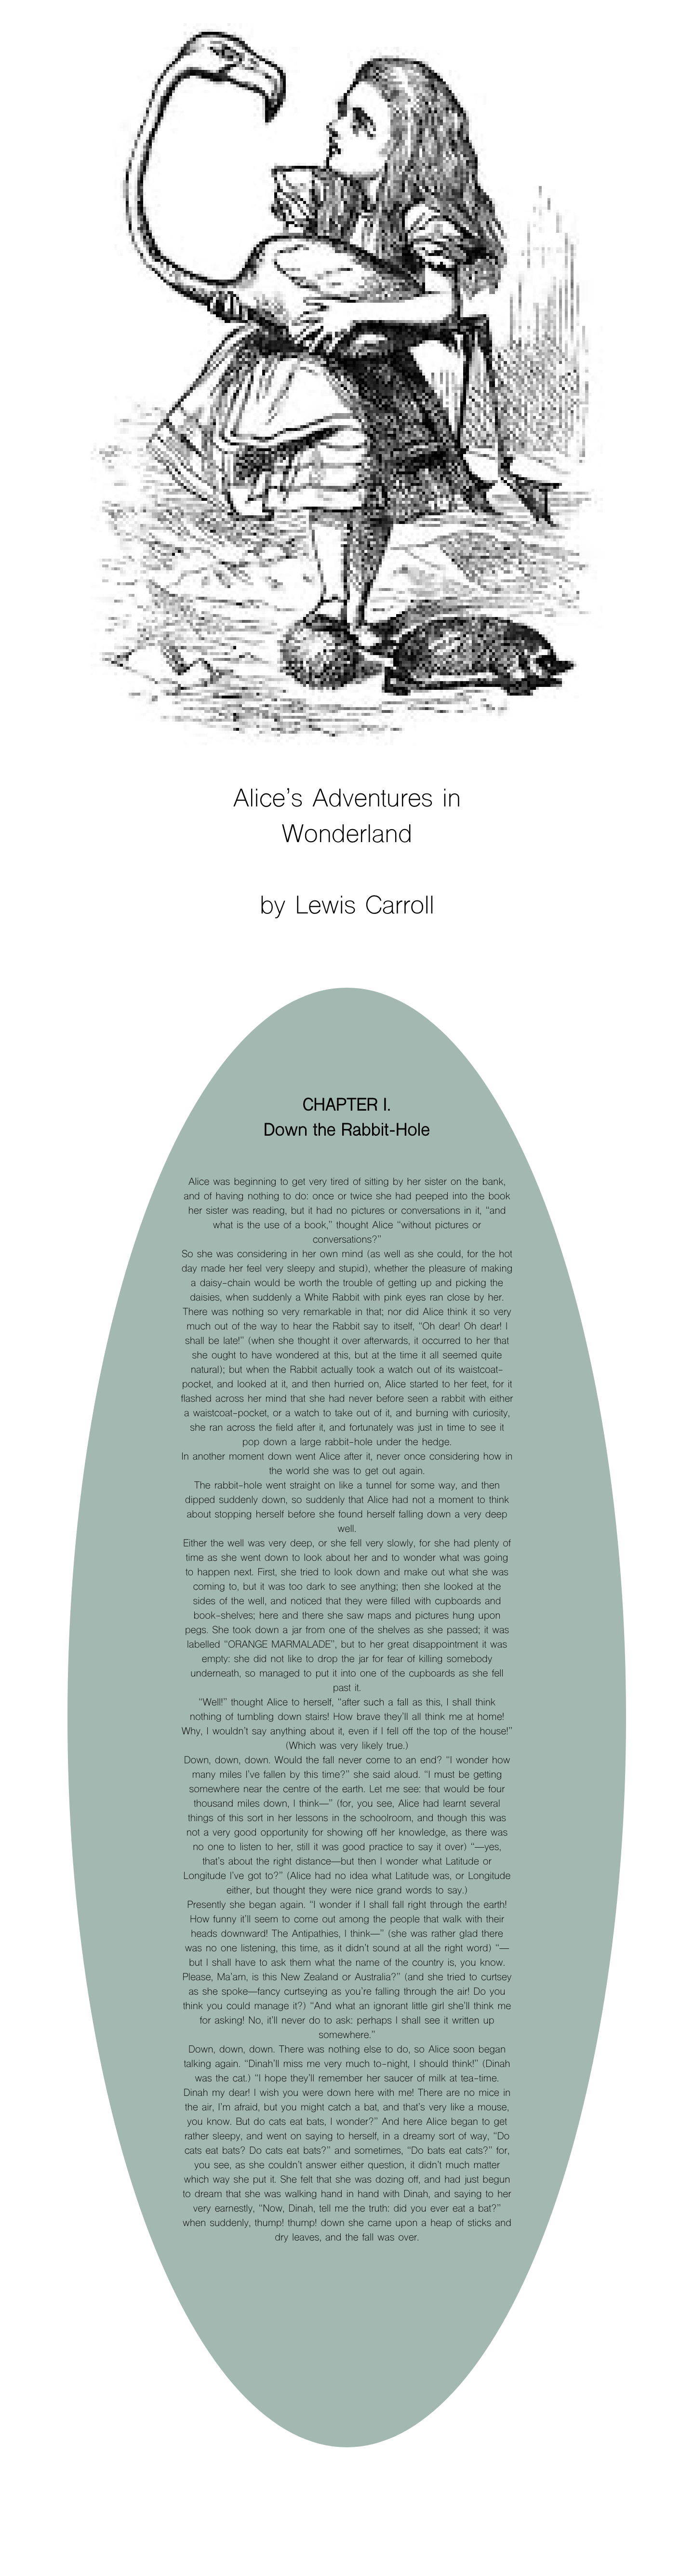 Alice’s Adventures in
Wonderland
by Lewis Carroll
CHAPTER I.
Down the Rabbit-Hole
Alice was beginning to get very tired of sitting by her sister on the bank,
and of having nothing to do: once or twice she had peeped into the book
her sister was reading, but it had no pictures or conversations in it, “and
what is the use of a book,” thought Alice “without pictures or
conversations?”
So she was considering in her own mind (as well as she could, for the hot
day made her feel very sleepy and stupid), whether the pleasure of making
a daisy-chain would be worth the trouble of getting up and picking the
daisies, when suddenly a White Rabbit with pink eyes ran close by her.
There was nothing so very remarkable in that; nor did Alice think it so very
much out of the way to hear the Rabbit say to itself, “Oh dear! Oh dear! I
shall be late!” (when she thought it over afterwards, it occurred to her that
she ought to have wondered at this, but at the time it all seemed quite
natural); but when the Rabbit actually took a watch out of its waistcoat-
pocket, and looked at it, and then hurried on, Alice started to her feet, for it
flashed across her mind that she had never before seen a rabbit with either
a waistcoat-pocket, or a watch to take out of it, and burning with curiosity,
she ran across the field after it, and fortunately was just in time to see it
pop down a large rabbit-hole under the hedge.
In another moment down went Alice after it, never once considering how in
the world she was to get out again.
The rabbit-hole went straight on like a tunnel for some way, and then
dipped suddenly down, so suddenly that Alice had not a moment to think
about stopping herself before she found herself falling down a very deep
well.
Either the well was very deep, or she fell very slowly, for she had plenty of
time as she went down to look about her and to wonder what was going
to happen next. First, she tried to look down and make out what she was
coming to, but it was too dark to see anything; then she looked at the
sides of the well, and noticed that they were filled with cupboards and
book-shelves; here and there she saw maps and pictures hung upon
pegs. She took down a jar from one of the shelves as she passed; it was
labelled “ORANGE MARMALADE”, but to her great disappointment it was
empty: she did not like to drop the jar for fear of killing somebody
underneath, so managed to put it into one of the cupboards as she fell
past it.
“Well!” thought Alice to herself, “after such a fall as this, I shall think
nothing of tumbling down stairs! How brave they’ll all think me at home!
Why, I wouldn’t say anything about it, even if I fell off the top of the house!”
(Which was very likely true.)
Down, down, down. Would the fall never come to an end? “I wonder how
many miles I’ve fallen by this time?” she said aloud. “I must be getting
somewhere near the centre of the earth. Let me see: that would be four
thousand miles down, I think—” (for, you see, Alice had learnt several
things of this sort in her lessons in the schoolroom, and though this was
not a very good opportunity for showing off her knowledge, as there was
no one to listen to her, still it was good practice to say it over) “—yes,
that’s about the right distance—but then I wonder what Latitude or
Longitude I’ve got to?” (Alice had no idea what Latitude was, or Longitude
either, but thought they were nice grand words to say.)
Presently she began again. “I wonder if I shall fall right through the earth!
How funny it’ll seem to come out among the people that walk with their
heads downward! The Antipathies, I think—” (she was rather glad there
was no one listening, this time, as it didn’t sound at all the right word) “—
but I shall have to ask them what the name of the country is, you know.
Please, Ma’am, is this New Zealand or Australia?” (and she tried to curtsey
as she spoke—fancy curtseying as you’re falling through the air! Do you
think you could manage it?) “And what an ignorant little girl she’ll think me
for asking! No, it’ll never do to ask: perhaps I shall see it written up
somewhere.”
Down, down, down. There was nothing else to do, so Alice soon began
talking again. “Dinah’ll miss me very much to-night, I should think!” (Dinah
was the cat.) “I hope they’ll remember her saucer of milk at tea-time.
Dinah my dear! I wish you were down here with me! There are no mice in
the air, I’m afraid, but you might catch a bat, and that’s very like a mouse,
you know. But do cats eat bats, I wonder?” And here Alice began to get
rather sleepy, and went on saying to herself, in a dreamy sort of way, “Do
cats eat bats? Do cats eat bats?” and sometimes, “Do bats eat cats?” for,
you see, as she couldn’t answer either question, it didn’t much matter
which way she put it. She felt that she was dozing off, and had just begun
to dream that she was walking hand in hand with Dinah, and saying to her
very earnestly, “Now, Dinah, tell me the truth: did you ever eat a bat?”
when suddenly, thump! thump! down she came upon a heap of sticks and
dry leaves, and the fall was over.